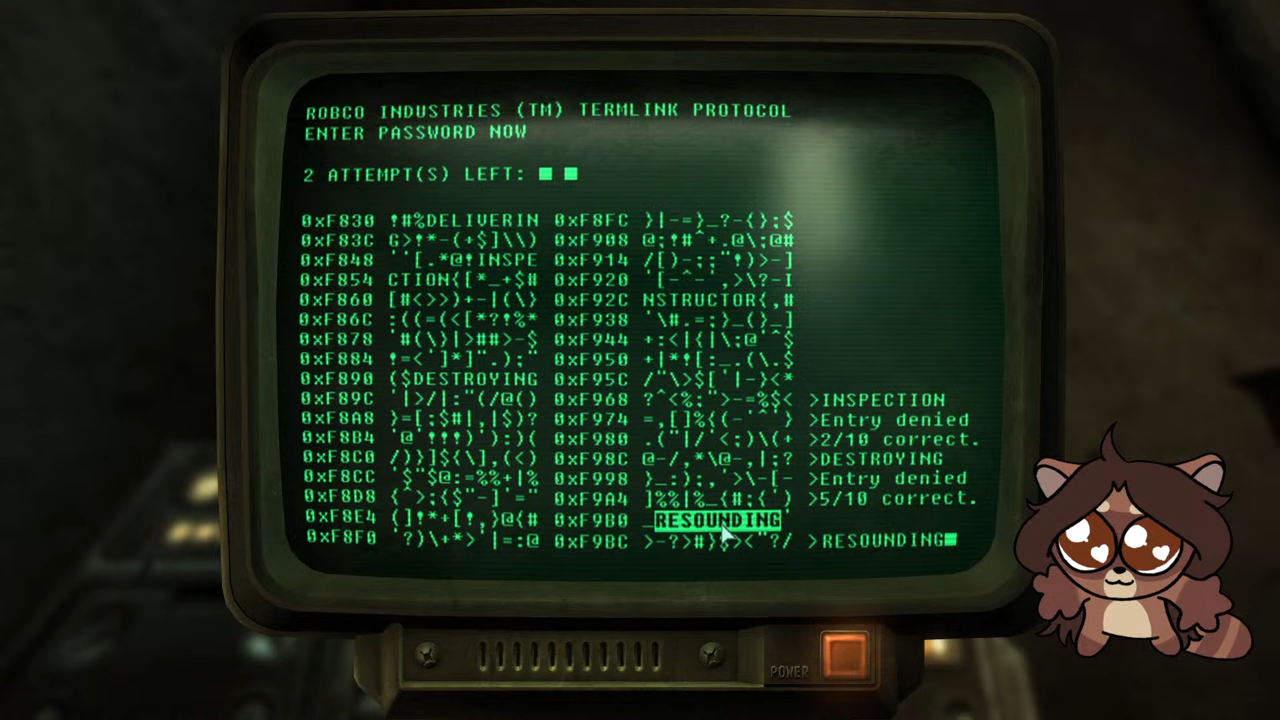 ROBCO INDUSTRIES (TM) TERMLINK PROTOCOL
ENTER PASSWORD NOW
2 ATTEMPT(S) LEFT: ■ ■
0xF830 !#%DELIVERIN 0xF8FC }|-=}_?-{};$
0xF83C G>!*-(+$]\\) 0xF908 @;!#^+.@\;@#
0xF848 ''[.*@!INSPE 0xF914 /[)-:;"!)>-]
0xF854 CTION{[*_+$# 0xF920 '[-^-',>\?-I
0xF860 [#<>>)+-|(\} 0xF92C NSTRUCTOR{,#
0xF86C :((=(<[*?!%* 0xF938 '\#.=;}_(}_]
0xF878 '#(\}|>##>-$ 0xF944 +:<|{|\;@'^$
0xF884 !=<']*]".);" 0xF950 +|*![:_.(\.$
0xF890 ($DESTROYING 0xF95C /"\>$['|-}<*
0xF89C '|>/|:"(/@() 0xF968 ?^<%;">-=%$< >INSPECTION
0xF8A8 }=[;$#|,|$)? 0xF974 =,[]%{(-'^'} >Entry denied
0xF8B4 '@'!!!)'):)( 0xF980 .("|/'<;)\(+ >2/10 correct.
0xF8C0 /)}]${\],(<) 0xF98C @-/,*\@-,|;? >DESTROYING
0xF8CC '$"$@:=%%+|% 0xF998 }_:);,'>\-[- >Entry denied
0xF8D8 {^>;{$"-]'=" 0xF9A4 ]%%|%_{#;{') >5/10 correct.
0xF8E4 (]!*+[!,}@{# 0xF9B0 _RESOUNDING'
0xF8F0 '?)\+*>'|=:@ 0xF9BC >-?>#}$><"?/ >RESOUNDING■
POWER